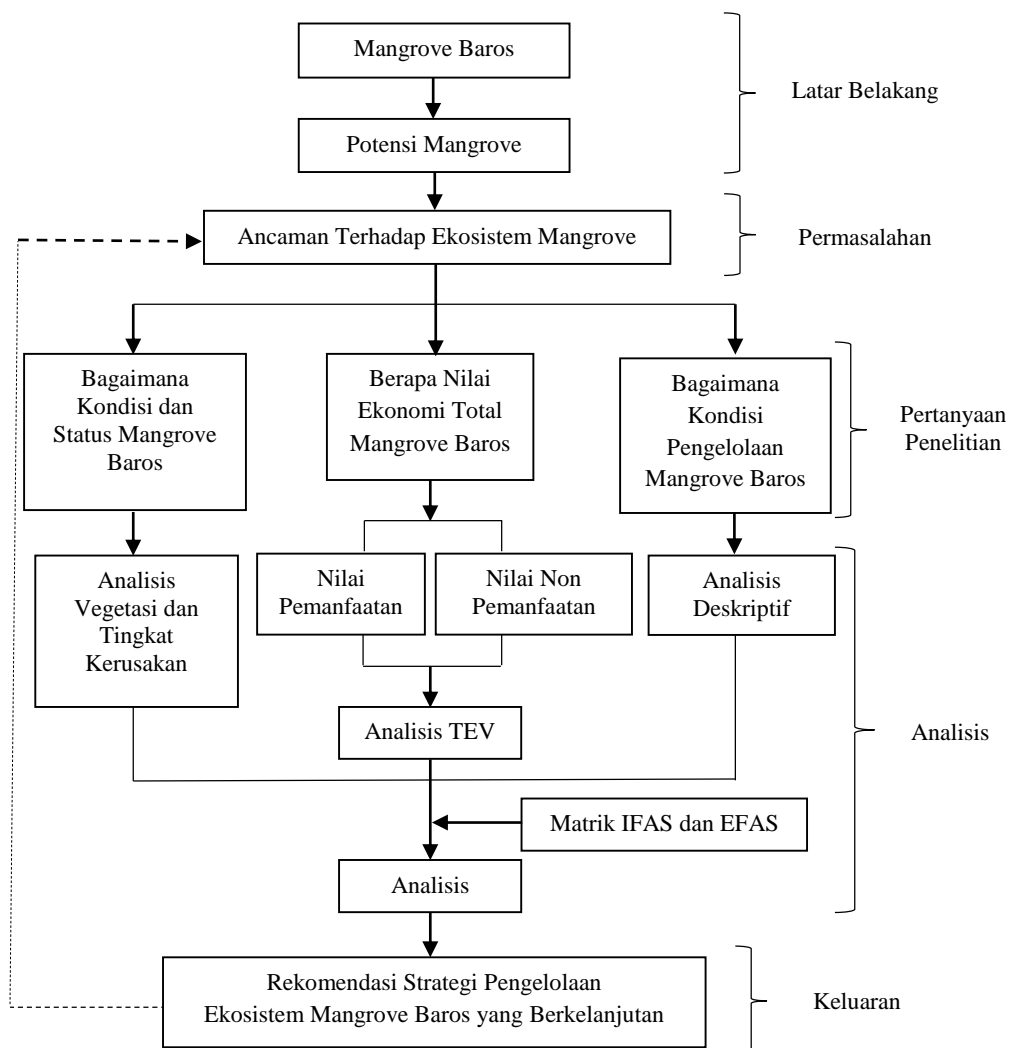 Mangrove Baros
Latar Belakang
Potensi Mangrove
Ancaman Terhadap Ekosistem Mangrove
Permasalahan
Bagaimana
Kondisi dan
Status Mangrove
Baros
Berapa Nilai
Ekonomi Total
Mangrove Baros
Bagaimana
Kondisi
Pengelolaan
Mangrove Baros
Pertanyaan
Penelitian
Analisis
Vegetasi dan
Tingkat
Kerusakan
Nilai
Pemanfaatan
Nilai Non
Pemanfaatan
Analisis
Deskriptif
Analisis TEV
Analisis
Matrik IFAS dan EFAS
Analisis
Rekomendasi Strategi Pengelolaan
Ekosistem Mangrove Baros yang Berkelanjutan
Keluaran